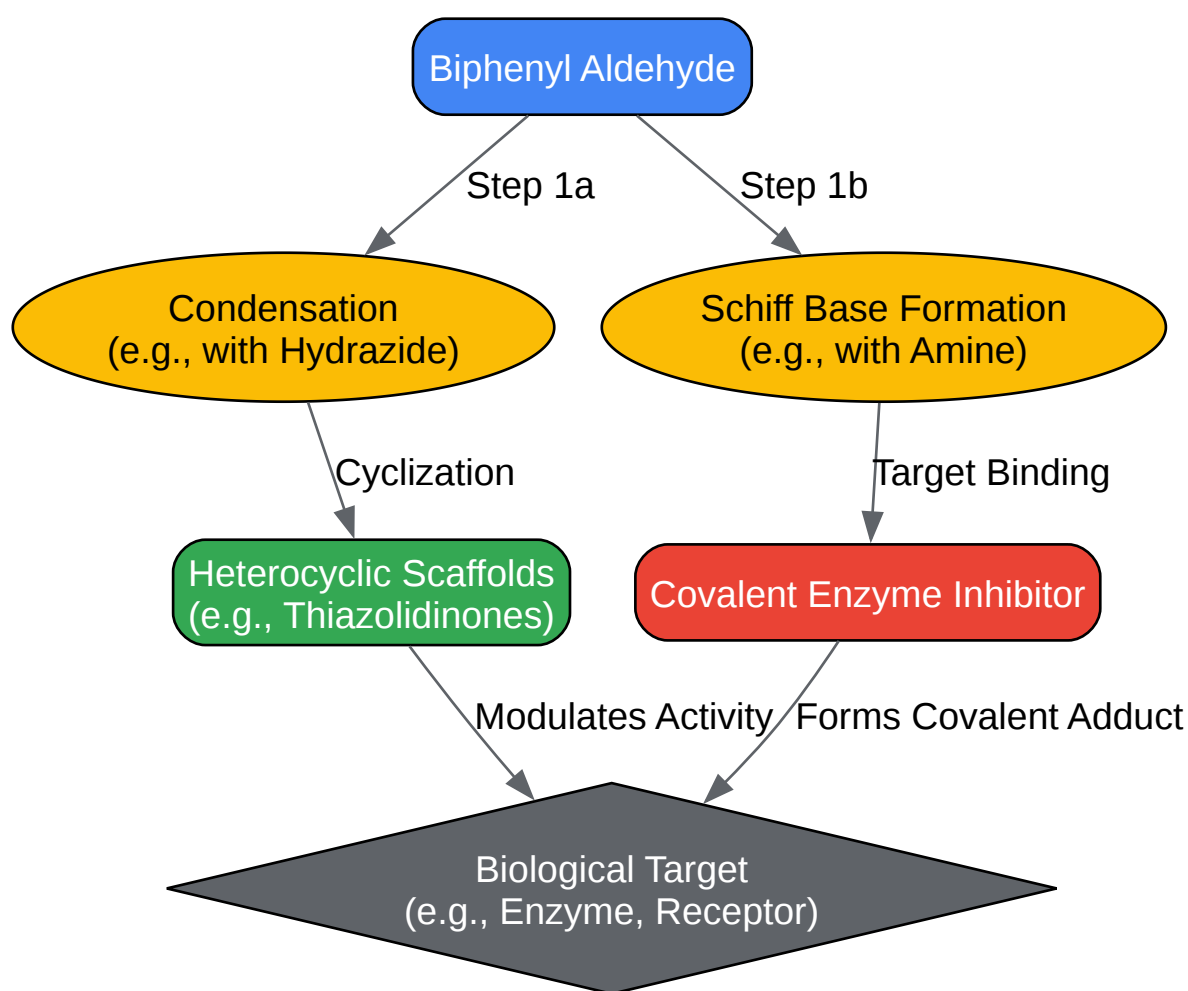 Biphenyl Aldehyde
Step 1a
Step 1b
Condensation
(e.g., with Hydrazide)
Schiff Base Formation
(e.g., with Amine)
Cyclization
Target Binding
Heterocyclic Scaffolds
(e.g., Thiazolidinones)
Covalent Enzyme Inhibitor
Modulates Activity
Forms Covalent Adduct
Biological Target
(e.g., Enzyme, Receptor)